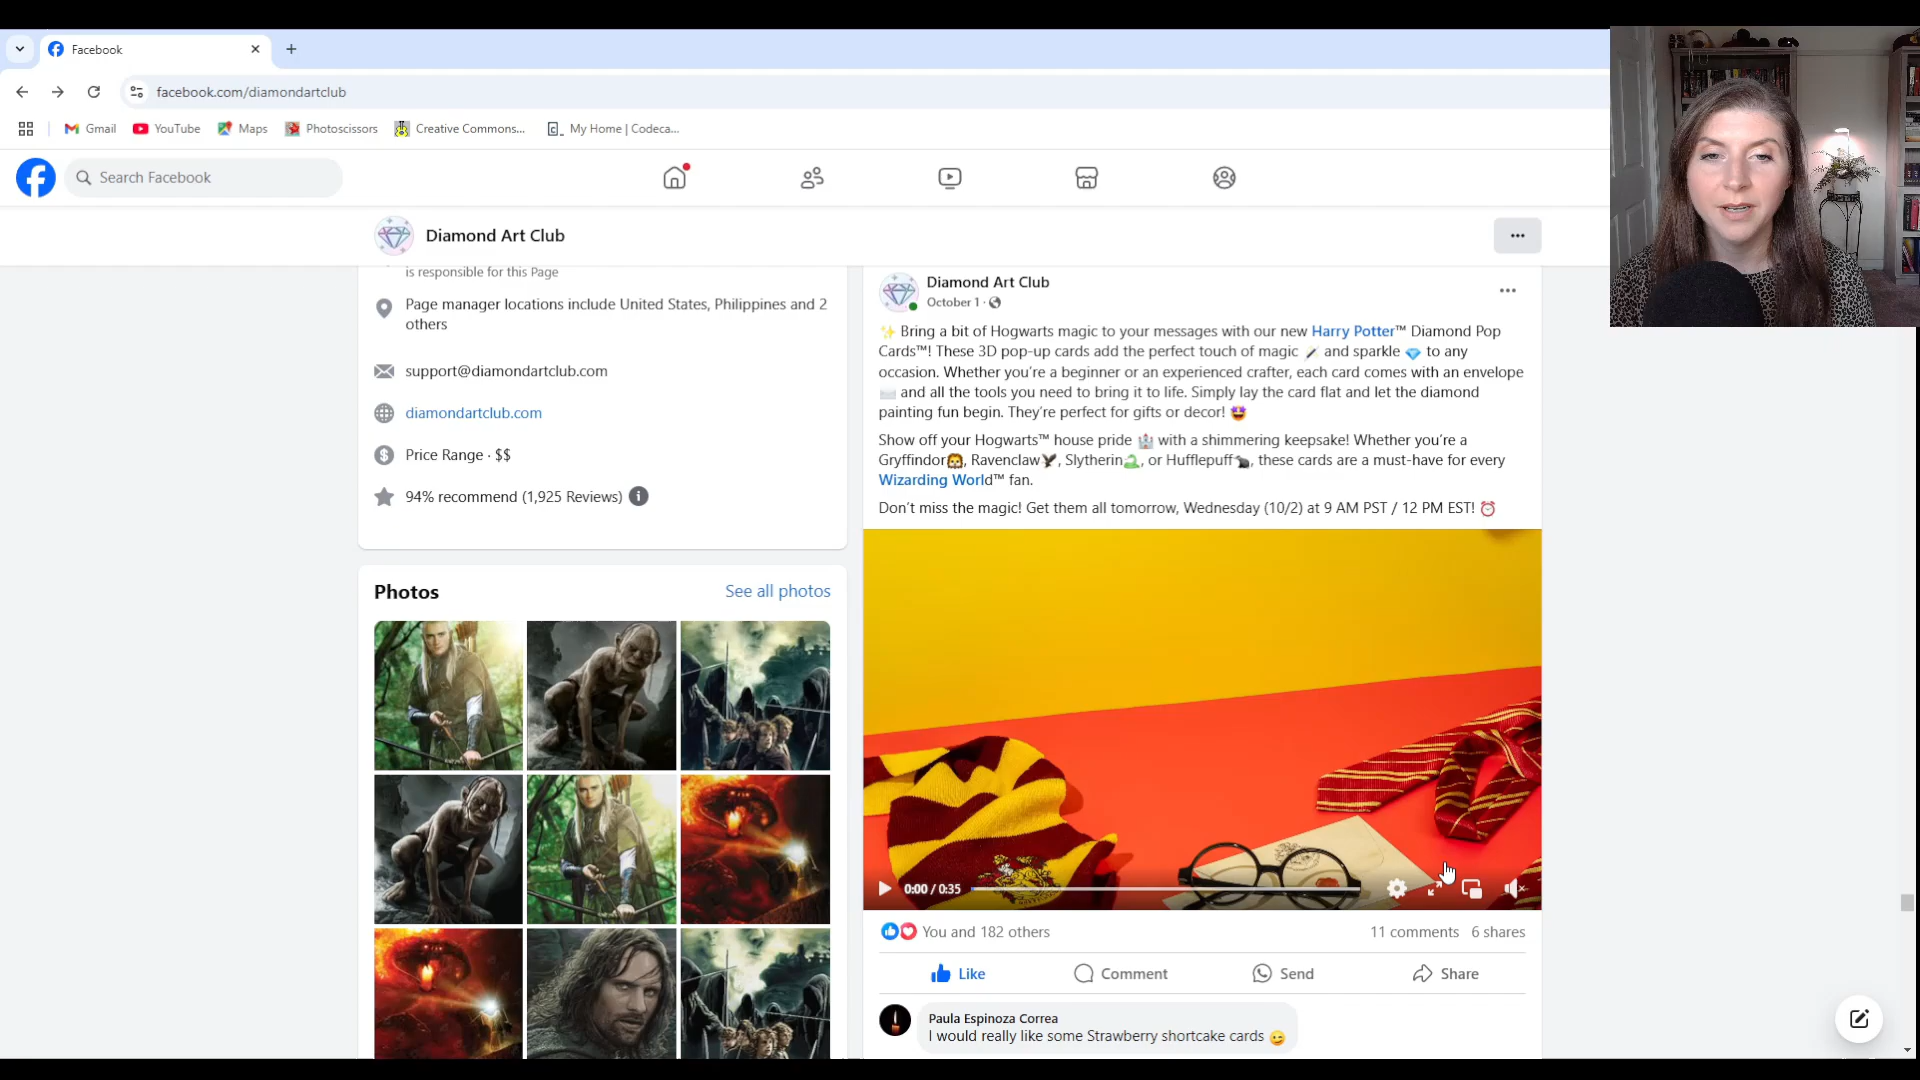 Facebook
facebook.com/diamondartclub
Gmail
YouTube
Maps
Photoscissors
Creative Commons...
My Home | Codeca...
Search Facebook
Diamond Art Club
is responsible for this Page
Page manager locations include United States, Philippines and 2
others
support@diamondartclub.com
diamondartclub.com
Price Range · $$
94% recommend (1,925 Reviews)
Photos
See all photos
Diamond Art Club
October 1 ·
✨ Bring a bit of Hogwarts magic to your messages with our new Harry Potter™ Diamond Pop
Cards™! These 3D pop-up cards add the perfect touch of magic 🪄 and sparkle 💎 to any
occasion. Whether you're a beginner or an experienced crafter, each card comes with an envelope
✉️ and all the tools you need to bring it to life. Simply lay the card flat and let the diamond
painting fun begin. They're perfect for gifts or decor! 🤩
Show off your Hogwarts™ house pride 🏰 with a shimmering keepsake! Whether you're a
Gryffindor🦁, Ravenclaw🦅, Slytherin🐍, or Hufflepuff🦡, these cards are a must-have for every
Wizarding World™ fan.
Don't miss the magic! Get them all tomorrow, Wednesday (10/2) at 9 AM PST / 12 PM EST! ⏰
0:00 / 0:35
You and 182 others
11 comments 6 shares
Like
Comment
Send
Share
Paula Espinoza Correa
I would really like some Strawberry shortcake cards 😉